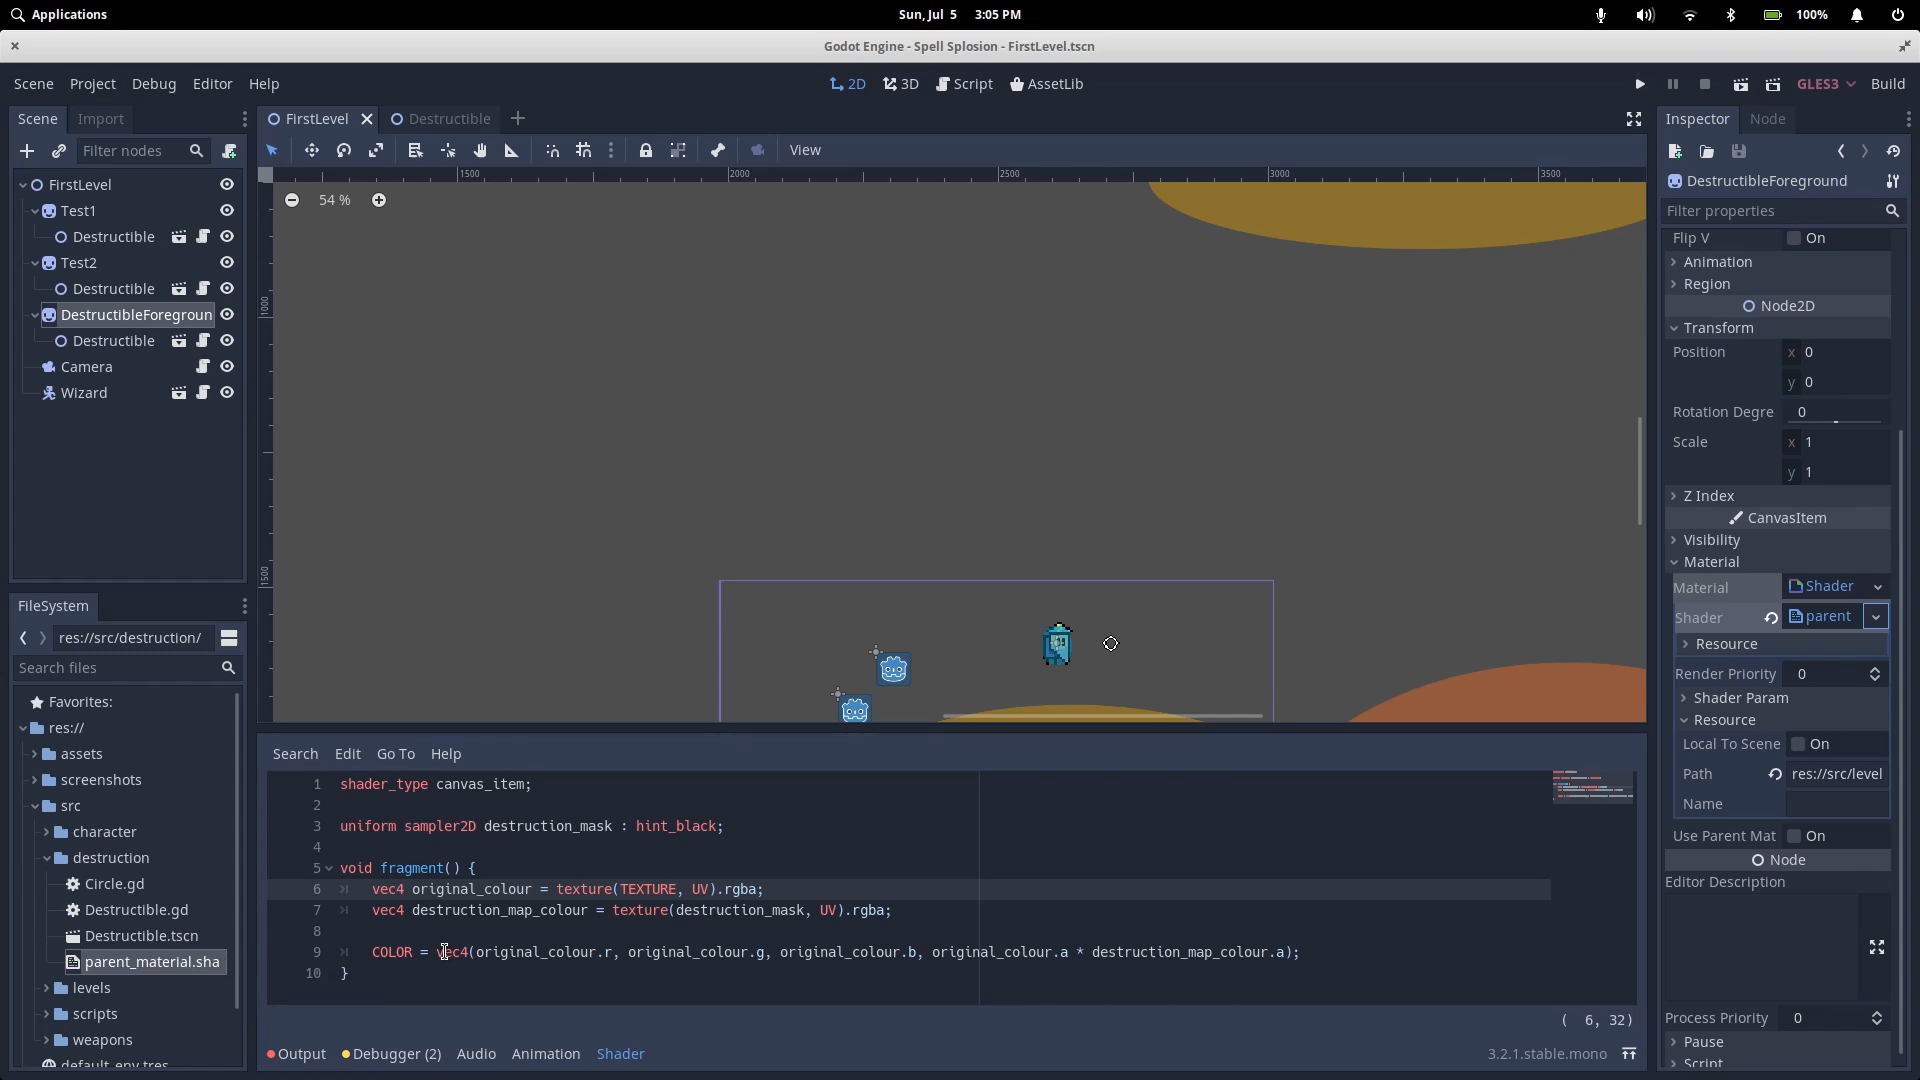 Applications
Sun, Jul 5 3:05 PM
100%
Godot Engine - Spell Splosion - FirstLevel.tscn
Scene Project Debug Editor Help
2D 3D Script AssetLib
GLES3 Build
Scene Import
Filter nodes
FirstLevel
Test1
Destructible
Test2
Destructible
DestructibleForegroun
Destructible
Camera
Wizard
FileSystem
res://src/destruction/
Search files
Favorites:
res://
assets
screenshots
src
character
destruction
Circle.gd
Destructible.gd
Destructible.tscn
parent_material.sha
levels
scripts
weapons
default_env.tres
FirstLevel Destructible
View
1500 2000 2500 3000 3500
54 %
1000
1500
Search Edit Go To Help
1 shader_type canvas_item;
2
3 uniform sampler2D destruction_mask : hint_black;
4
5 void fragment() {
6 vec4 original_colour = texture(TEXTURE, UV).rgba;
7 vec4 destruction_map_colour = texture(destruction_mask, UV).rgba;
8
9 COLOR = vec4(original_colour.r, original_colour.g, original_colour.b, original_colour.a * destruction_map_colour.a);
10 }
( 6, 32)
Output Debugger (2) Audio Animation Shader
3.2.1.stable.mono
Inspector Node
DestructibleForeground
Filter properties
Flip V On
Animation
Region
Node2D
Transform
Position x 0
y 0
Rotation Degre 0
Scale x 1
y 1
Z Index
CanvasItem
Visibility
Material
Material Shader
Shader parent
Resource
Render Priority 0
Shader Param
Resource
Local To Scene On
Path res://src/level
Name
Use Parent Mat On
Node
Editor Description
Process Priority 0
Pause
Script